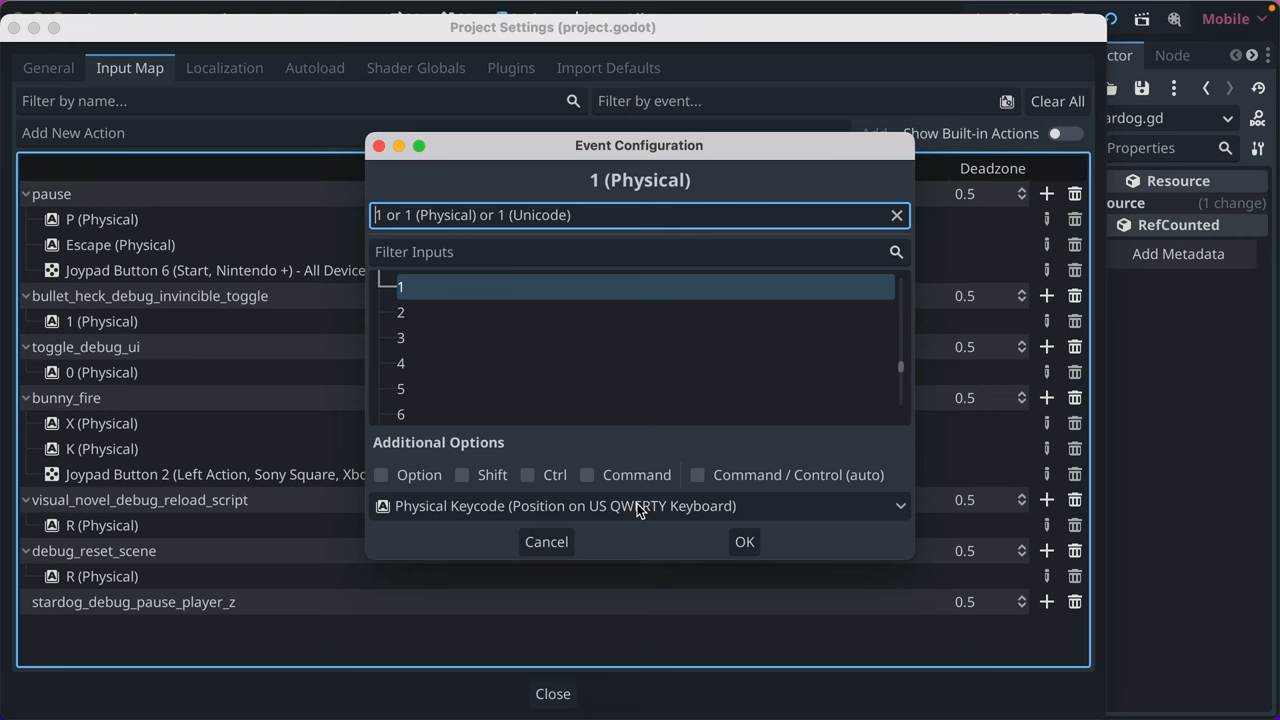 Project Settings (project.godot)
Mobile
General Input Map Localization Autoload Shader Globals Plugins Import Defaults
ctor Node
Filter by name... Filter by event... Clear All
ardog.gd
Add New Action Add Show Built-in Actions
Properties
Event Configuration
1 (Physical)
1 or 1 (Physical) or 1 (Unicode)
Filter Inputs
1
2
3
4
5
6
Additional Options
Option Shift Ctrl Command Command / Control (auto)
Physical Keycode (Position on US QWERTY Keyboard)
Cancel OK
Deadzone
pause 0.5
P (Physical)
Escape (Physical)
Joypad Button 6 (Start, Nintendo +) - All Device
bullet_heck_debug_invincible_toggle 0.5
1 (Physical)
toggle_debug_ui 0.5
0 (Physical)
bunny_fire 0.5
X (Physical)
K (Physical)
Joypad Button 2 (Left Action, Sony Square, Xbo
visual_novel_debug_reload_script 0.5
R (Physical)
debug_reset_scene 0.5
R (Physical)
stardog_debug_pause_player_z 0.5
Close
Resource
ource (1 change)
RefCounted
Add Metadata